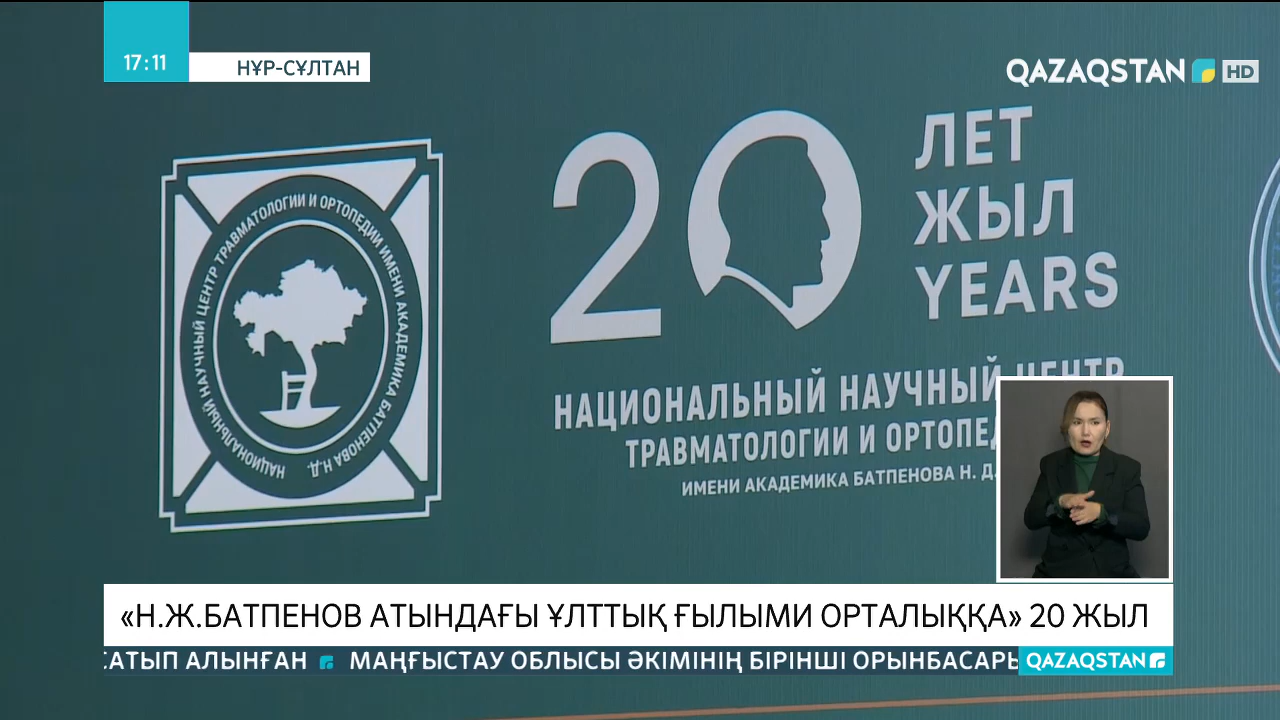 17:11
НҰР-СҰЛТАН
QAZAQSTAN HD
НАЦИОНАЛЬНЫЙ НАУЧНЫЙ ЦЕНТР ТРАВМАТОЛОГИИ И ОРТОПЕДИИ ИМЕНИ АКАДЕМИКА БАТПЕНОВА Н.Д.
20
ЛЕТ
ЖЫЛ
YEARS
НАЦИОНАЛЬНЫЙ НАУЧНЫЙ ЦЕНТР
ТРАВМАТОЛОГИИ И ОРТОПЕД
ИМЕНИ АКАДЕМИКА БАТПЕНОВА Н. Д.
«Н.Ж.БАТПЕНОВ АТЫНДАҒЫ ҰЛТТЫҚ ҒЫЛЫМИ ОРТАЛЫҚҚА» 20 ЖЫЛ
САТЫП АЛЫНҒАН МАҢҒЫСТАУ ОБЛЫСЫ ӘКІМІНІҢ БІРІНШІ ОРЫНБАСАРЫ QAZAQSTAN